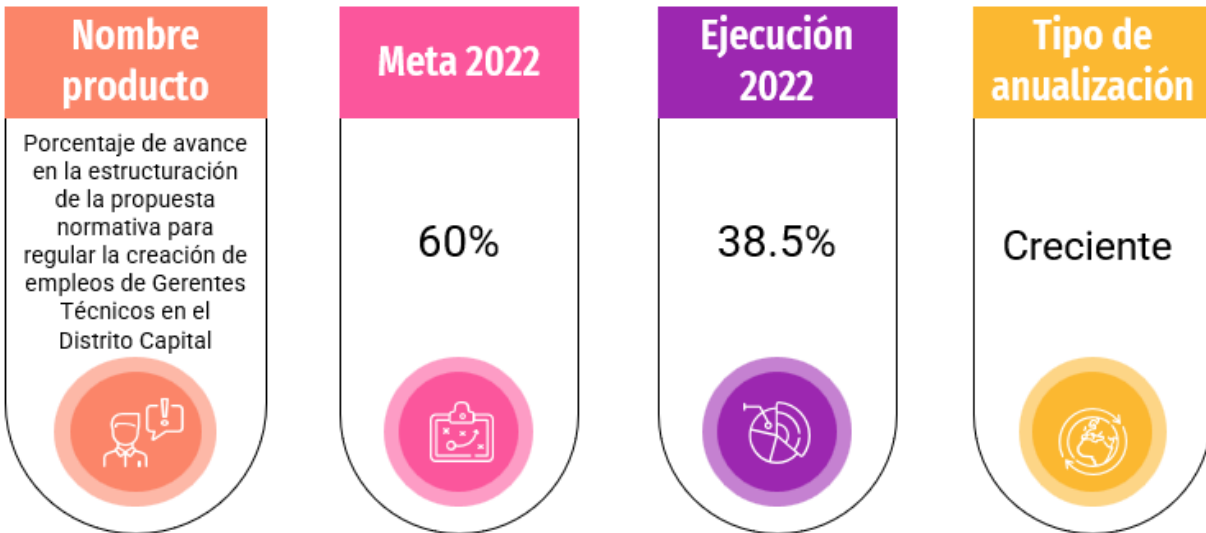 Nombre
producto
Porcentaje de avance
en la estructuración
de la propuesta
normativa para
regular la creación de
empleos de Gerentes
Técnicos en el
Distrito Capital
Meta 2022
60%
Ejecución
2022
38.5%
Tipo de
anualización
Creciente